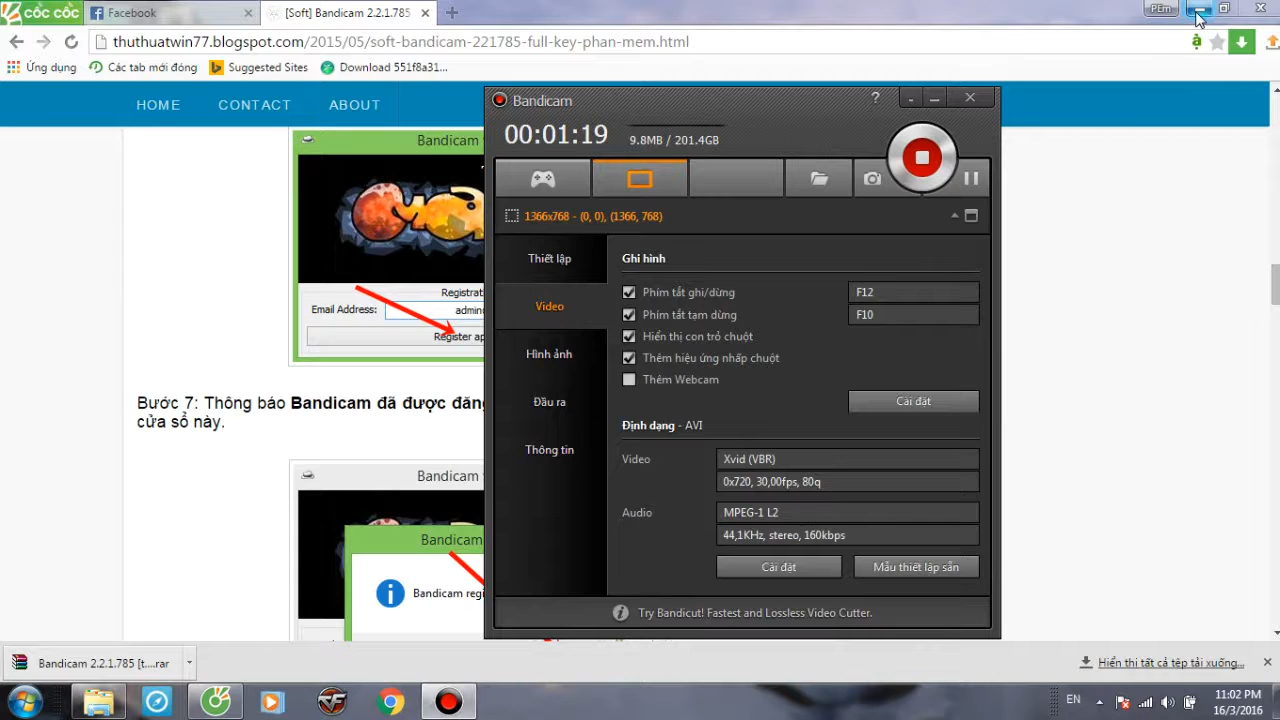 CỐC CỐC
Facebook
[Soft] Bandicam 2.2.1.785
PEm
thuthuatwin77.blogspot.com/2015/05/soft-bandicam-221785-full-key-phan-mem.html
Ứng dụng
Các tab mới đóng
Suggested Sites
Download 551f8a31...
HOME
CONTACT
ABOUT
Bandicam
Registrat
Email Address:
admin
Register ap
Bước 7: Thông báo Bandicam đã được đăng
cửa sổ này.
Bandicam
Bandicam
Bandicam regi
Bandicam
00:01:19
9.8MB / 201.4GB
1366x768 - (0, 0), (1366, 768)
Thiết lập
Video
Hình ảnh
Đầu ra
Thông tin
Ghi hình
Phím tắt ghi/dừng
F12
Phím tắt tạm dừng
F10
Hiển thị con trỏ chuột
Thêm hiệu ứng nhấp chuột
Thêm Webcam
Cài đặt
Định dạng - AVI
Video
Xvid (VBR)
0x720, 30,00fps, 80q
Audio
MPEG-1 L2
44,1KHz, stereo, 160kbps
Cài đặt
Mẫu thiết lập sẵn
Try Bandicut! Fastest and Lossless Video Cutter.
Bandicam 2.2.1.785 [t....rar
Hiển thị tất cả tệp tải xuống...
EN
11:02 PM
16/3/2016